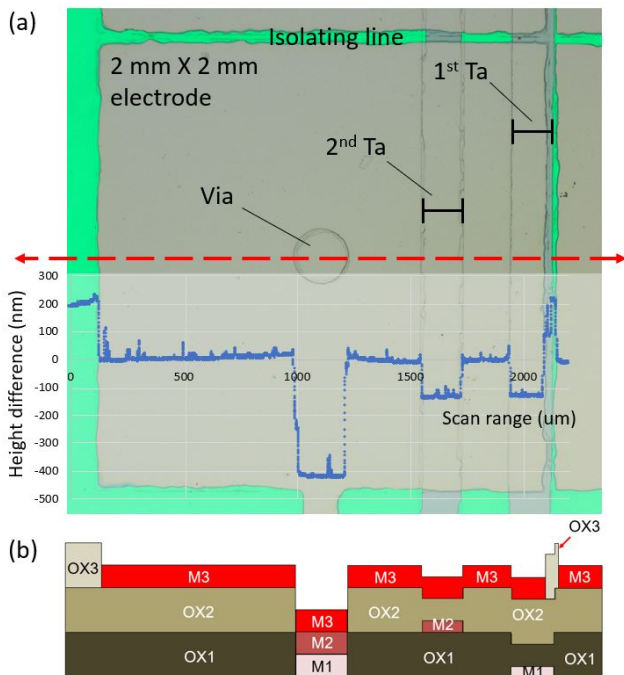 (a)
Isolating line
2 mm X 2 mm
electrode
1st Ta
2nd Ta
Via
Height difference (nm)
300
200
100
0
-100
-200
-300
-400
-500
0 500 1000 1500 2000
Scan range (um)
(b)
OX3
OX3
M3 M3 M3 M3
M3
OX2 OX2 OX2
M2 M2
OX1 OX1 OX1
M1 M1